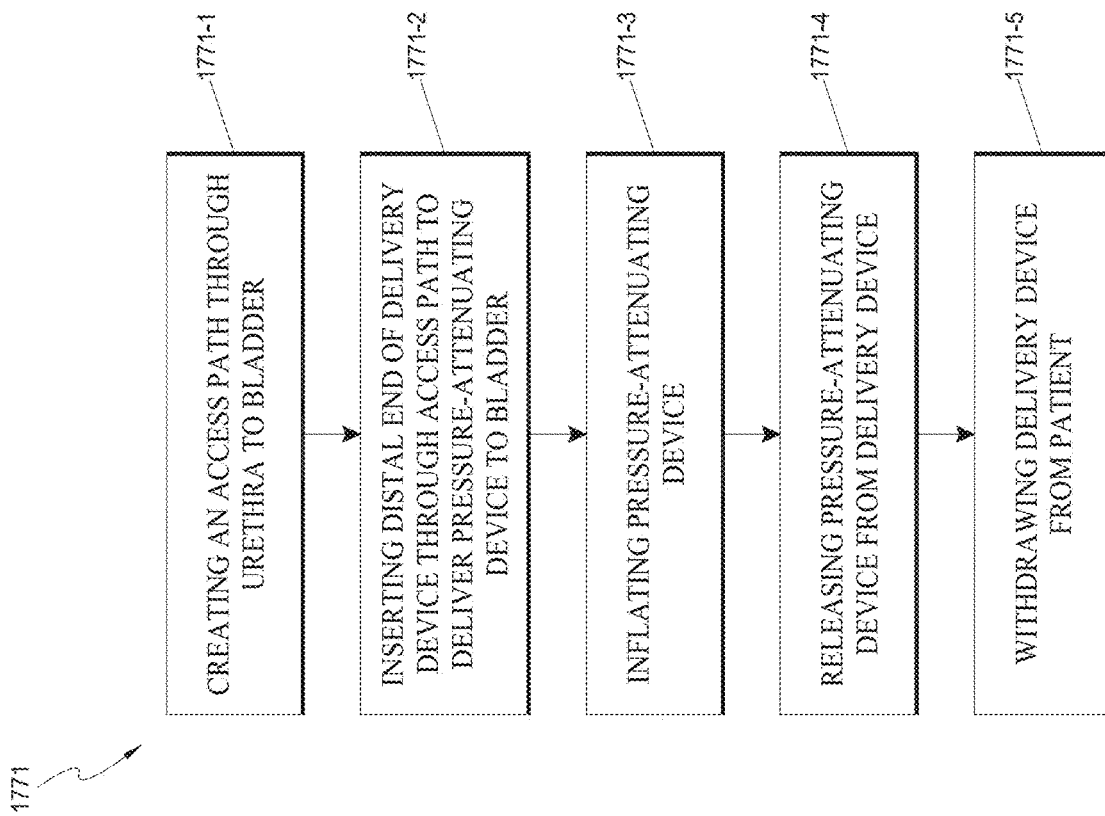 1771
CREATING AN ACCESS PATH THROUGH
URETHRA TO BLADDER
1771-1
INSERTING DISTAL END OF DELIVERY
DEVICE THROUGH ACCESS PATH TO
DELIVER PRESSURE-ATTENUATING
DEVICE TO BLADDER
1771-2
INFLATING PRESSURE-ATTENUATING
DEVICE
1771-3
RELEASING PRESSURE-ATTENUATING
DEVICE FROM DELIVERY DEVICE
1771-4
WITHDRAWING DELIVERY DEVICE
FROM PATIENT
1771-5